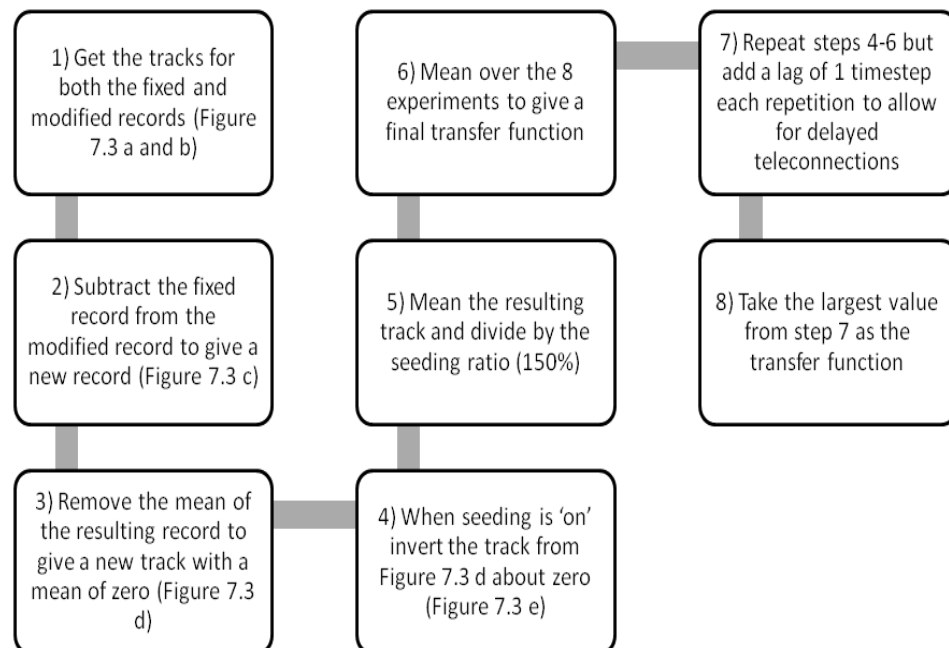 1) Get the tracks for
both the fixed and
modified records (Figure
7.3 a and b)
2) Subtract the fixed
record from the
modified record to give a
new record (Figure 7.3 c)
3) Remove the mean of
the resulting record to
give a new track with a
mean of zero (Figure 7.3
d)
4) When seeding is ‘on’
invert the track from
Figure 7.3 d about zero
(Figure 7.3 e)
5) Mean the resulting
track and divide by the
seeding ratio (150%)
6) Mean over the 8
experiments to give a
final transfer function
7) Repeat steps 4-6 but
add a lag of 1 timestep
each repetition to allow
for delayed
teleconnections
8) Take the largest value
from step 7 as the
transfer function